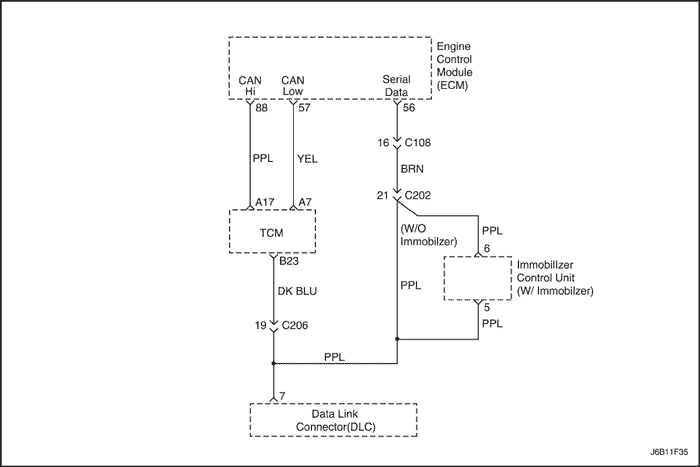 Engine
Control
Module
(ECM)
CAN
Hi
CAN
Low
Serial
Data
88
57
56
16
C108
PPL
YEL
BRN
A17
A7
21
C202
TCM
(W/O
Immobilzer)
PPL
6
B23
ImmobilIzer
Control Unit
(W/ Immobilzer)
DK BLU
PPL
5
19
C206
PPL
PPL
7
Data Link
Connector(DLC)
J6B11F35